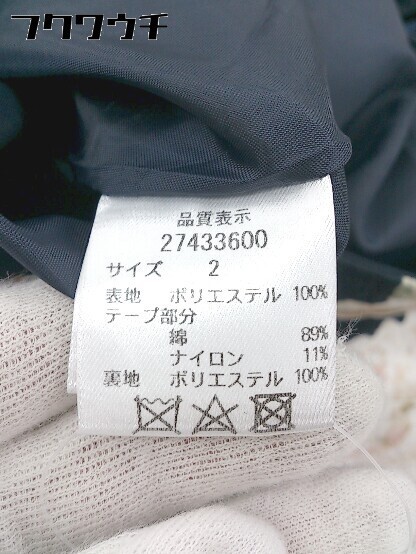 フクウウチ
品質表示
27433600
サイズ 2
表地 ポリエステル 100%
テープ部分
綿 89%
ナイロン 11%
裏地 ポリエステル 100%